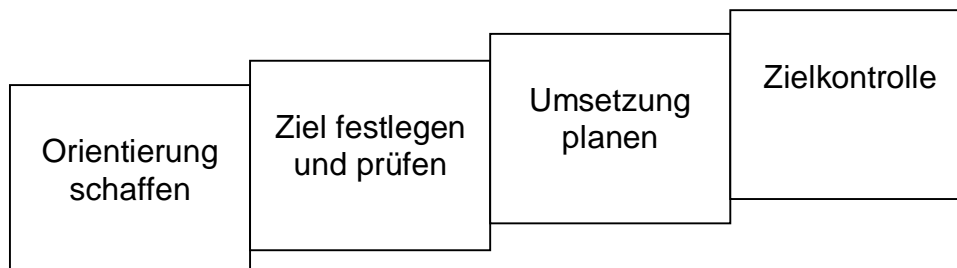 Orientierung
schaffen
Ziel festlegen
und prüfen
Umsetzung
planen
Zielkontrolle